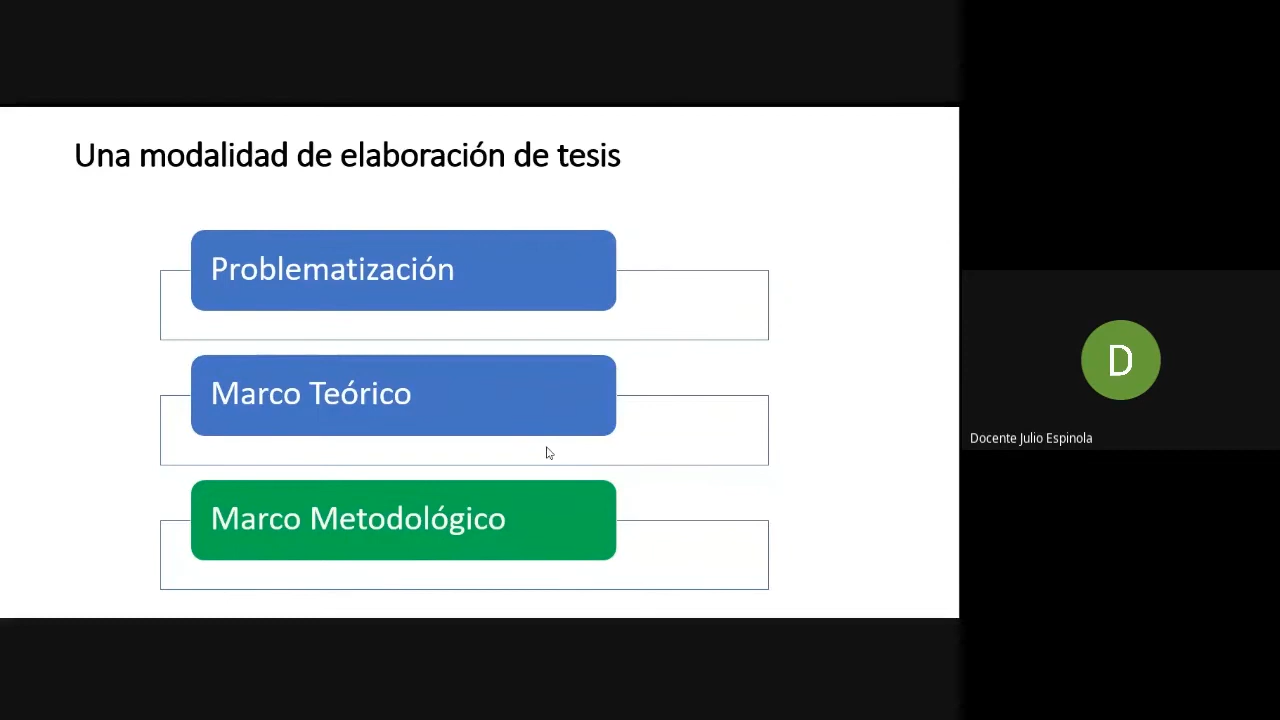 Una modalidad de elaboración de tesis
Problematización
Marco Teórico
Marco Metodológico
D
Docente Julio Espinola